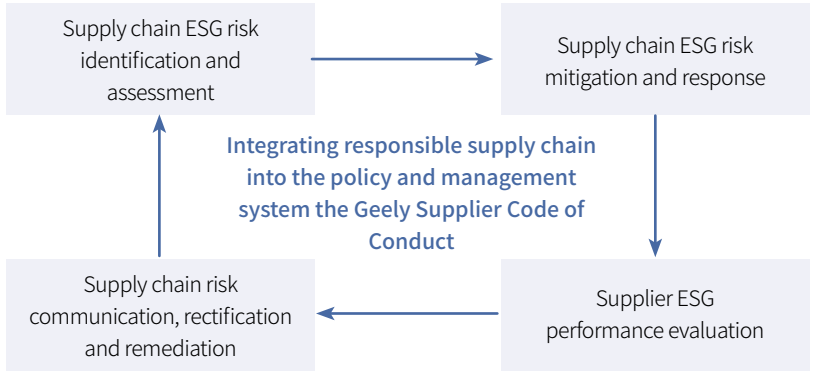 Supply chain ESG risk
identification and
assessment
Supply chain ESG risk
mitigation and response
Integrating responsible supply chain
into the policy and management
system the Geely Supplier Code of
Conduct
Supply chain risk
communication, rectification
and remediation
Supplier ESG
performance evaluation